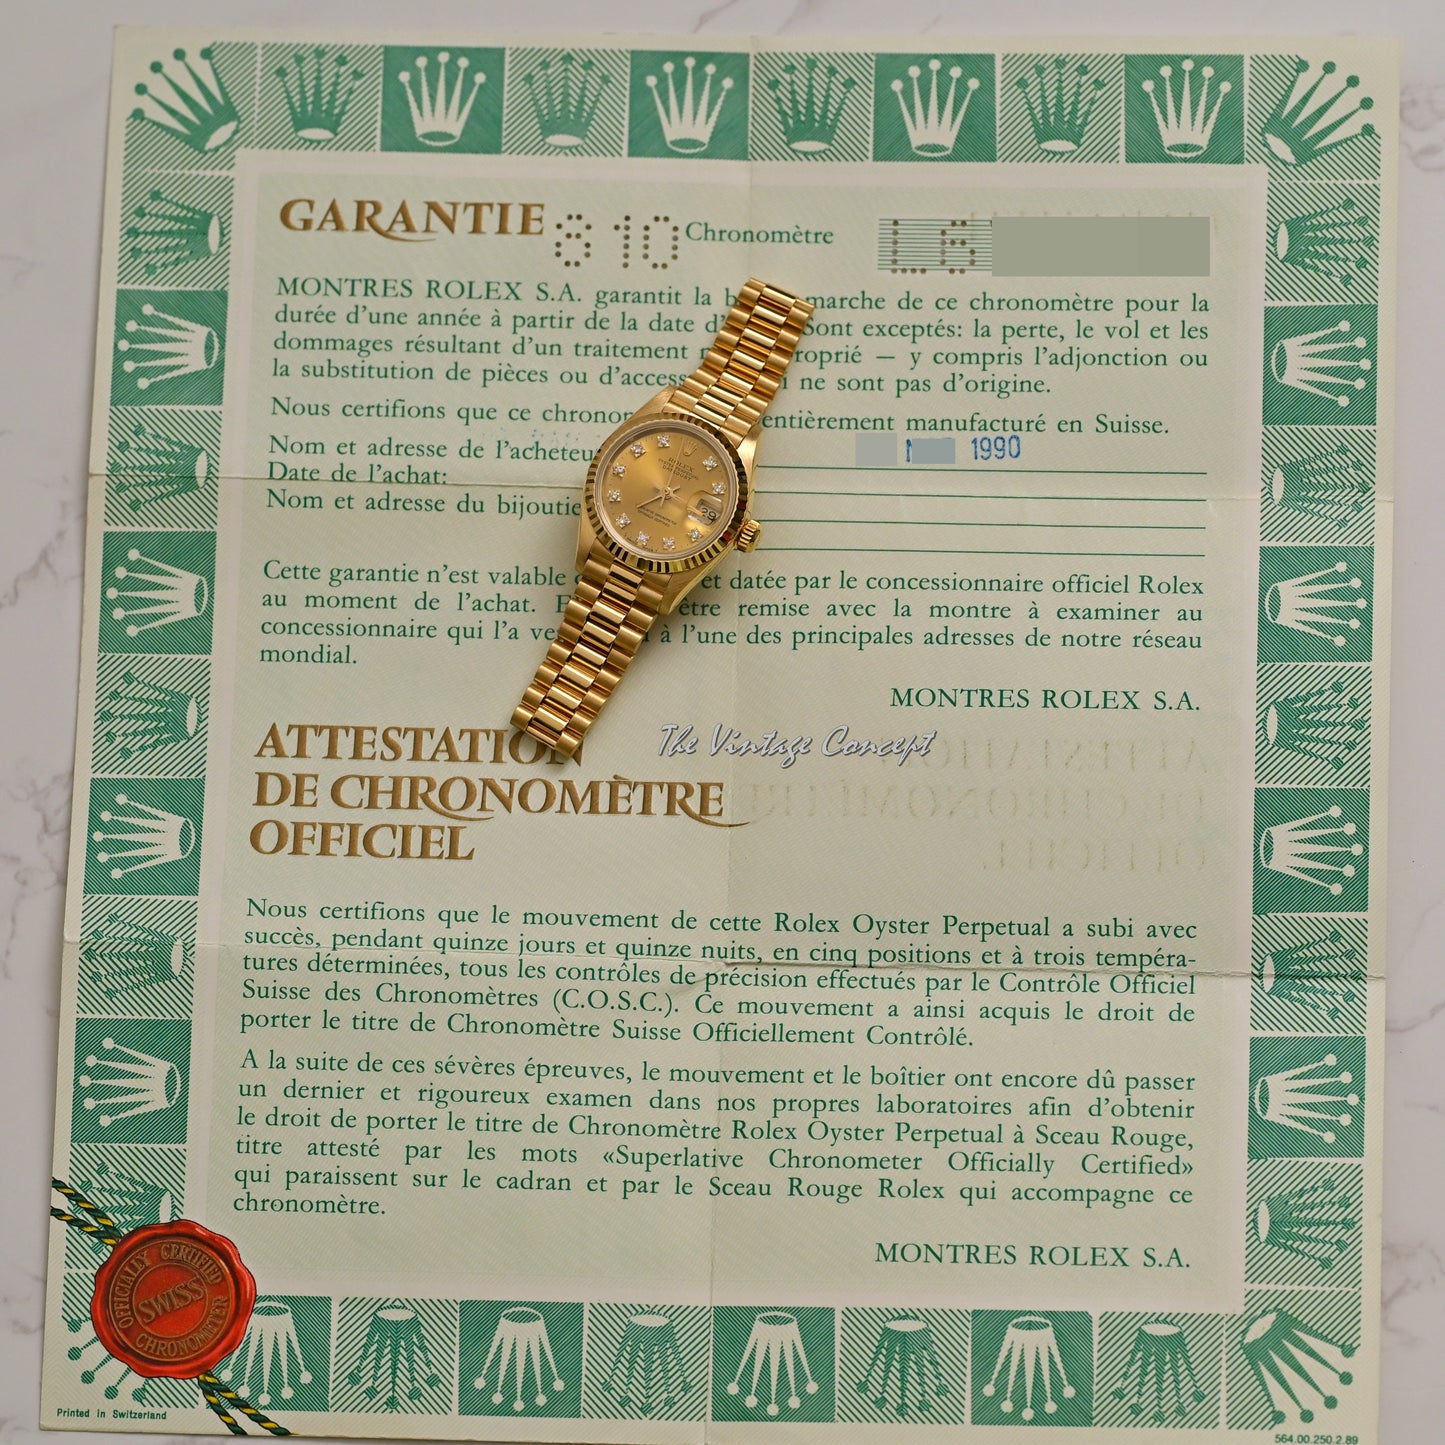 GARANTIE 810 Chronomètre L6
MONTRES ROLEX S.A. garantit la b marche de ce chronomètre pour la
durée d'une année à partir de la date d' Sont exceptés: la perte, le vol et les
dommages résultant d'un traitement roprié — y compris l'adjonction ou
la substitution de pièces ou d'access i ne sont pas d'origine.
Nous certifions que ce chrono entièrement manufacturé en Suisse.
Nom et adresse de l'acheteu 1990
Date de l'achat:
Nom et adresse du bijoutie
Cette garantie n'est valable et datée par le concessionnaire officiel Rolex
au moment de l'achat. E être remise avec la montre à examiner au
concessionnaire qui l'a ve à l'une des principales adresses de notre réseau
mondial.
MONTRES ROLEX S.A.
ROLEX
29
The Vintage Concept
ATTESTATION
DE CHRONOMÈTRE
OFFICIEL
Nous certifions que le mouvement de cette Rolex Oyster Perpetual a subi avec
succès, pendant quinze jours et quinze nuits, en cinq positions et à trois tempéra-
tures déterminées, tous les contrôles de précision effectués par le Contrôle Officiel
Suisse des Chronomètres (C.O.S.C.). Ce mouvement a ainsi acquis le droit de
porter le titre de Chronomètre Suisse Officiellement Contrôlé.
A la suite de ces sévères épreuves, le mouvement et le boîtier ont encore dû passer
un dernier et rigoureux examen dans nos propres laboratoires afin d'obtenir
le droit de porter le titre de Chronomètre Rolex Oyster Perpetual à Sceau Rouge,
titre attesté par les mots «Superlative Chronometer Officially Certified»
qui paraissent sur le cadran et par le Sceau Rouge Rolex qui accompagne ce
chronomètre.
MONTRES ROLEX S.A.
OFFICIALLY CERTIFIED
SWISS
CHRONOMETER
Printed in Switzerland
564.00.250.2.89